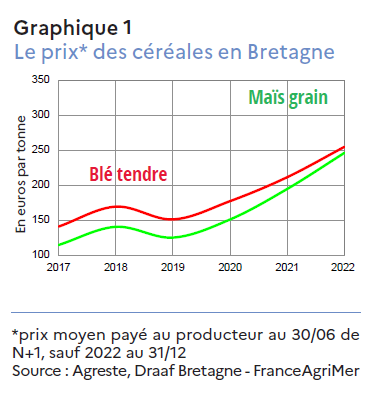 Graphique 1
Le prix* des céréales en Bretagne
En euros par tonne
350
300
250
200
150
100
Maïs grain
Blé tendre
2017 2018 2019 2020 2021 2022
*prix moyen payé au producteur au 30/06 de
N+1, sauf 2022 au 31/12
Source : Agreste, Draaf Bretagne - FranceAgriMer